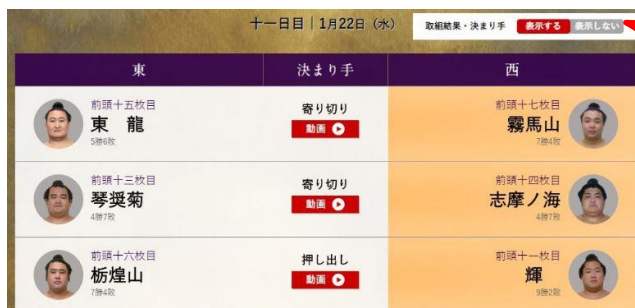 十一日目｜1月22日（水）
取組結果・決まり手 表示する 表示しない
東 決まり手 西
前頭十五枚目
東 龍
5勝6敗
寄り切り
動画
前頭十七枚目
霧馬山
7勝4敗
前頭十三枚目
琴奨菊
4勝7敗
寄り切り
動画
前頭十四枚目
志摩ノ海
4勝7敗
前頭十六枚目
栃煌山
7勝4敗
押し出し
動画
前頭十一枚目
輝
9勝2敗